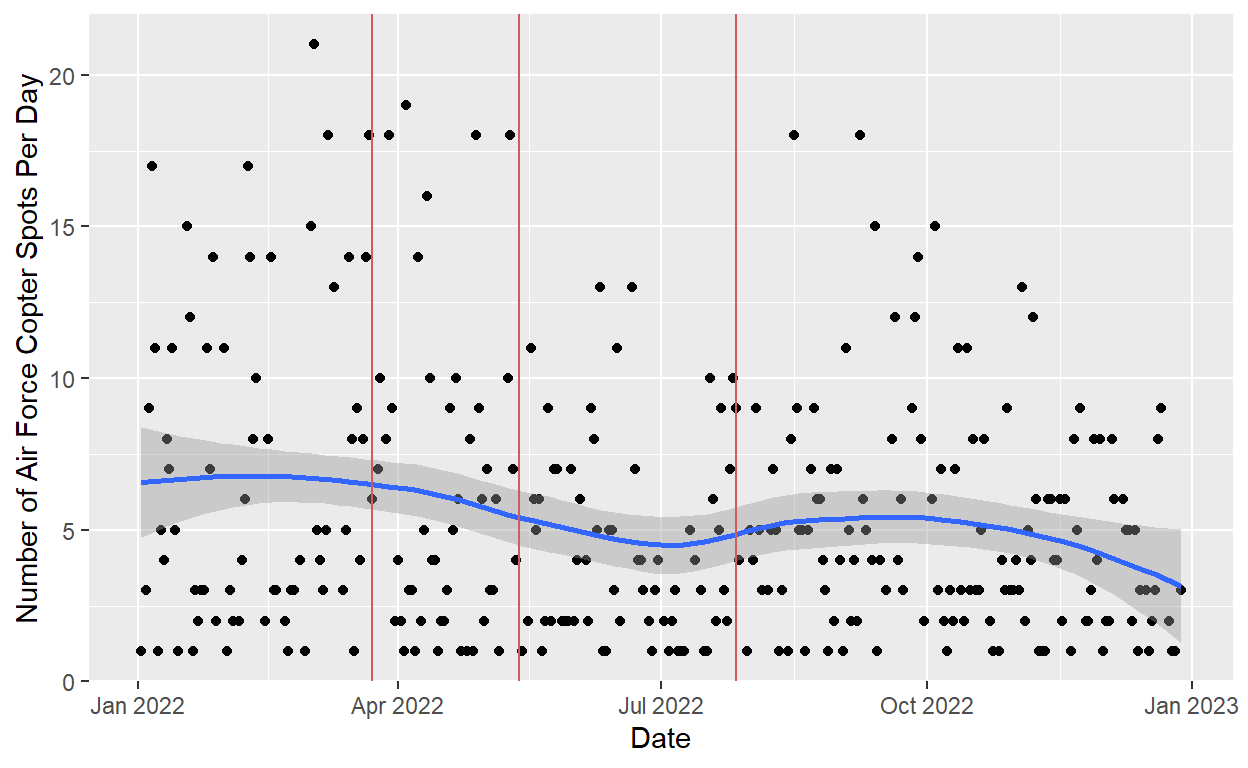 Number of Air Force Copter Spots Per Day
20
15
10
5
0
Jan 2022
Apr 2022
Jul 2022
Oct 2022
Jan 2023
Date